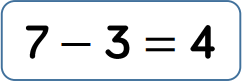 7 − 3 = 4